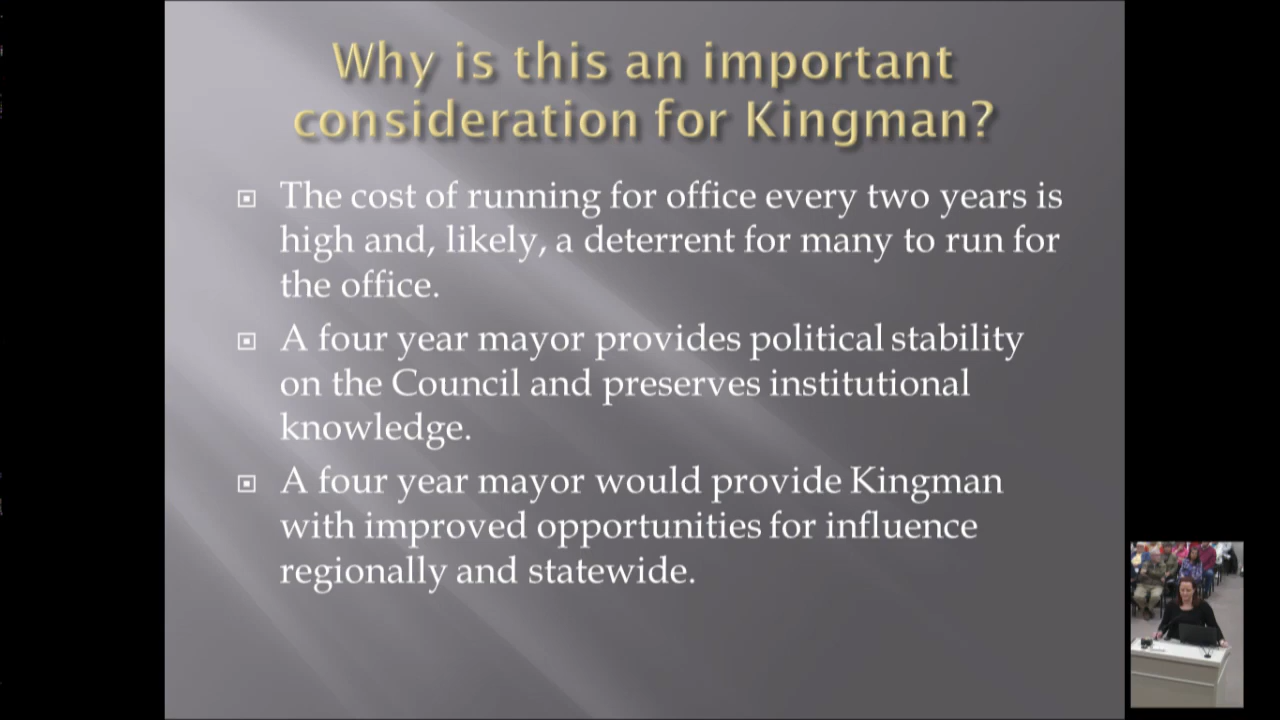 Why is this an important
consideration for Kingman?
The cost of running for office every two years is
high and, likely, a deterrent for many to run for
the office.
A four year mayor provides political stability
on the Council and preserves institutional
knowledge.
A four year mayor would provide Kingman
with improved opportunities for influence
regionally and statewide.